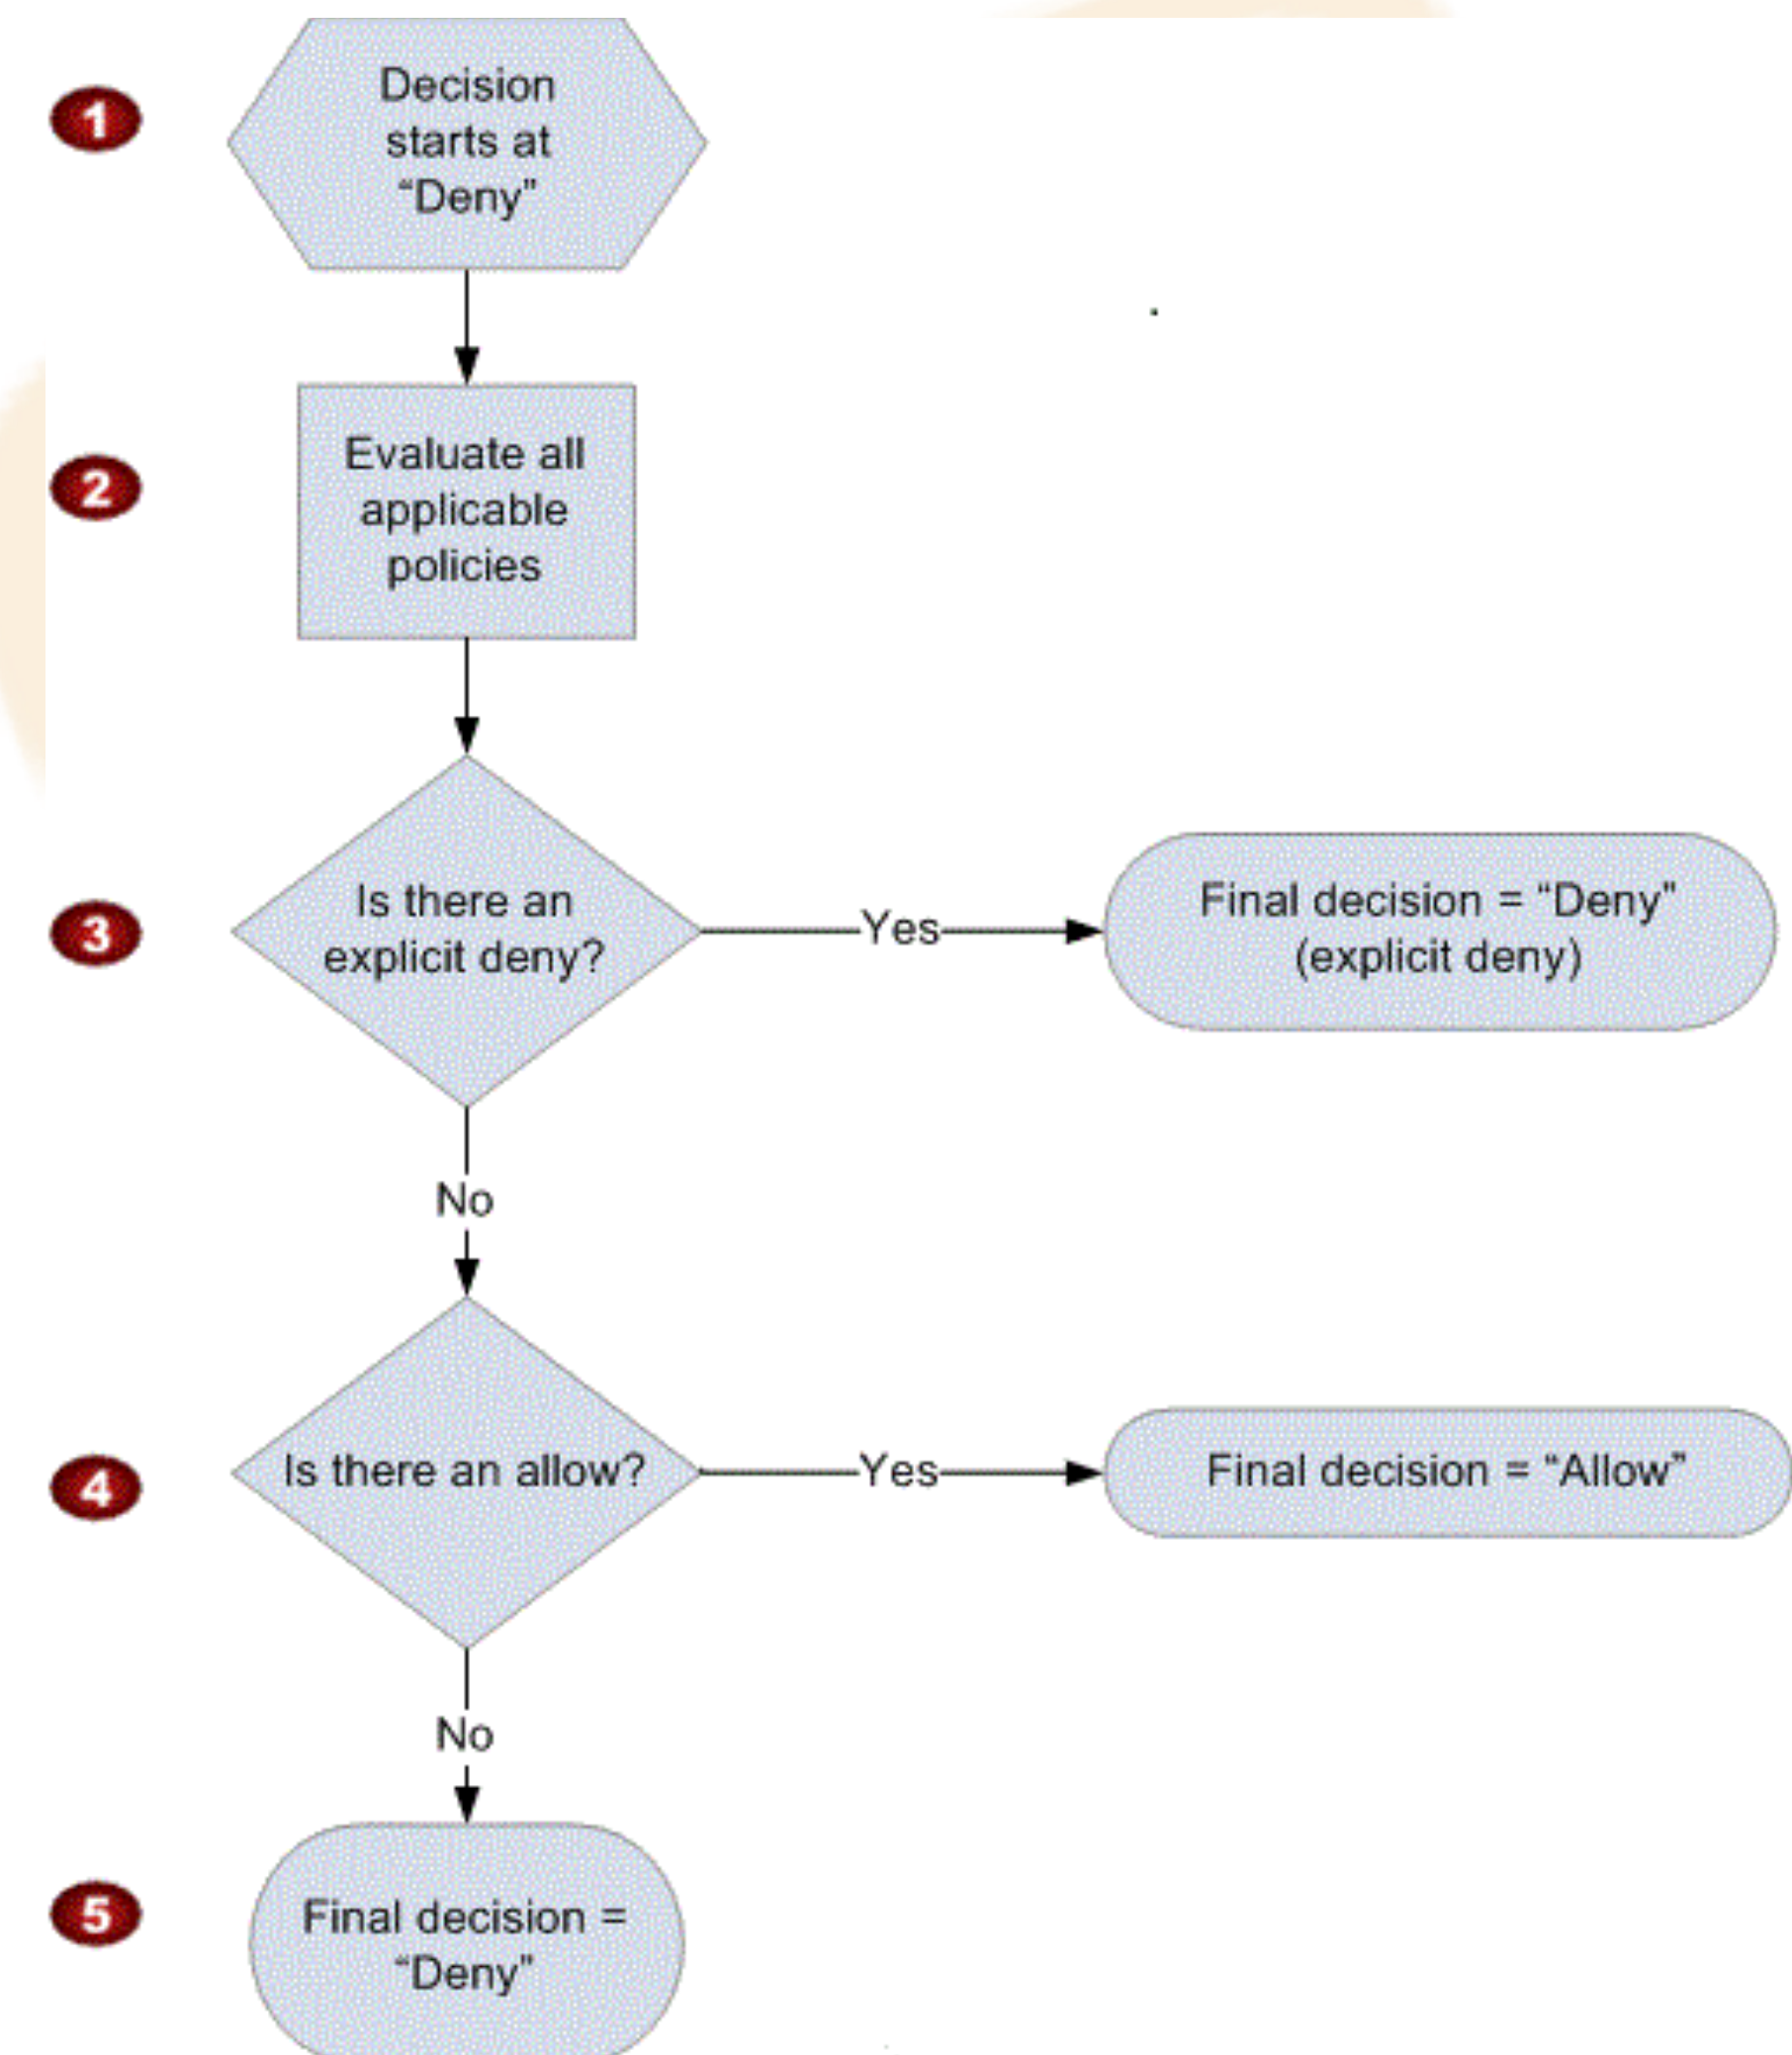 1
Decision
starts at
“Deny”
2
Evaluate all
applicable
policies
3
Is there an
explicit deny?
Yes
Final decision = “Deny”
(explicit deny)
No
4
Is there an allow?
Yes
Final decision = “Allow”
No
5
Final decision =
“Deny”